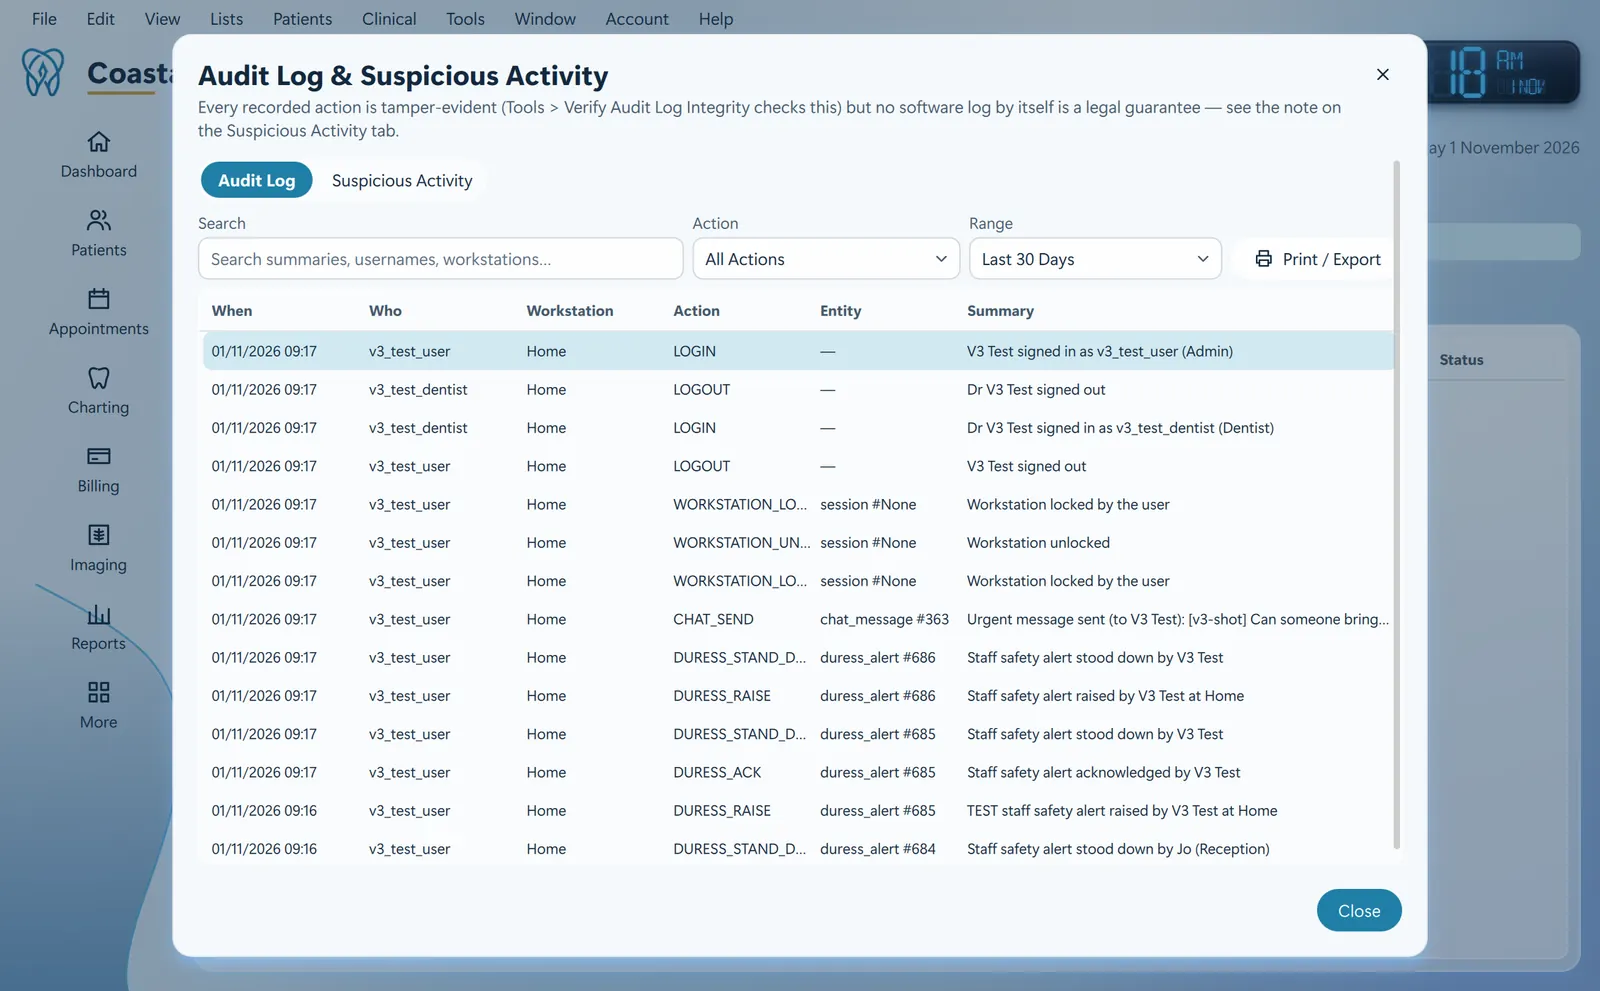 File Edit View Lists Patients Clinical Tools Window Account Help
18 AM
1 NOV
1 November 2026
Dashboard
Patients
Appointments
Charting
Billing
Imaging
Reports
More
Status
Audit Log & Suspicious Activity
Every recorded action is tamper-evident (Tools > Verify Audit Log Integrity checks this) but no software log by itself is a legal guarantee — see the note on
the Suspicious Activity tab.
Audit Log Suspicious Activity
Search Action Range
Search summaries, usernames, workstations... All Actions Last 30 Days Print / Export
When Who Workstation Action Entity Summary
01/11/2026 09:17 v3_test_user Home LOGIN — V3 Test signed in as v3_test_user (Admin)
01/11/2026 09:17 v3_test_dentist Home LOGOUT — Dr V3 Test signed out
01/11/2026 09:17 v3_test_dentist Home LOGIN — Dr V3 Test signed in as v3_test_dentist (Dentist)
01/11/2026 09:17 v3_test_user Home LOGOUT — V3 Test signed out
01/11/2026 09:17 v3_test_user Home WORKSTATION_LO... session #None Workstation locked by the user
01/11/2026 09:17 v3_test_user Home WORKSTATION_UN... session #None Workstation unlocked
01/11/2026 09:17 v3_test_user Home WORKSTATION_LO... session #None Workstation locked by the user
01/11/2026 09:17 v3_test_user Home CHAT_SEND chat_message #363 Urgent message sent (to V3 Test): [v3-shot] Can someone bring...
01/11/2026 09:17 v3_test_user Home DURESS_STAND_D... duress_alert #686 Staff safety alert stood down by V3 Test
01/11/2026 09:17 v3_test_user Home DURESS_RAISE duress_alert #686 Staff safety alert raised by V3 Test at Home
01/11/2026 09:17 v3_test_user Home DURESS_STAND_D... duress_alert #685 Staff safety alert stood down by V3 Test
01/11/2026 09:17 v3_test_user Home DURESS_ACK duress_alert #685 Staff safety alert acknowledged by V3 Test
01/11/2026 09:16 v3_test_user Home DURESS_RAISE duress_alert #685 TEST staff safety alert raised by V3 Test at Home
01/11/2026 09:16 v3_test_user Home DURESS_STAND_D... duress_alert #684 Staff safety alert stood down by Jo (Reception)
Close